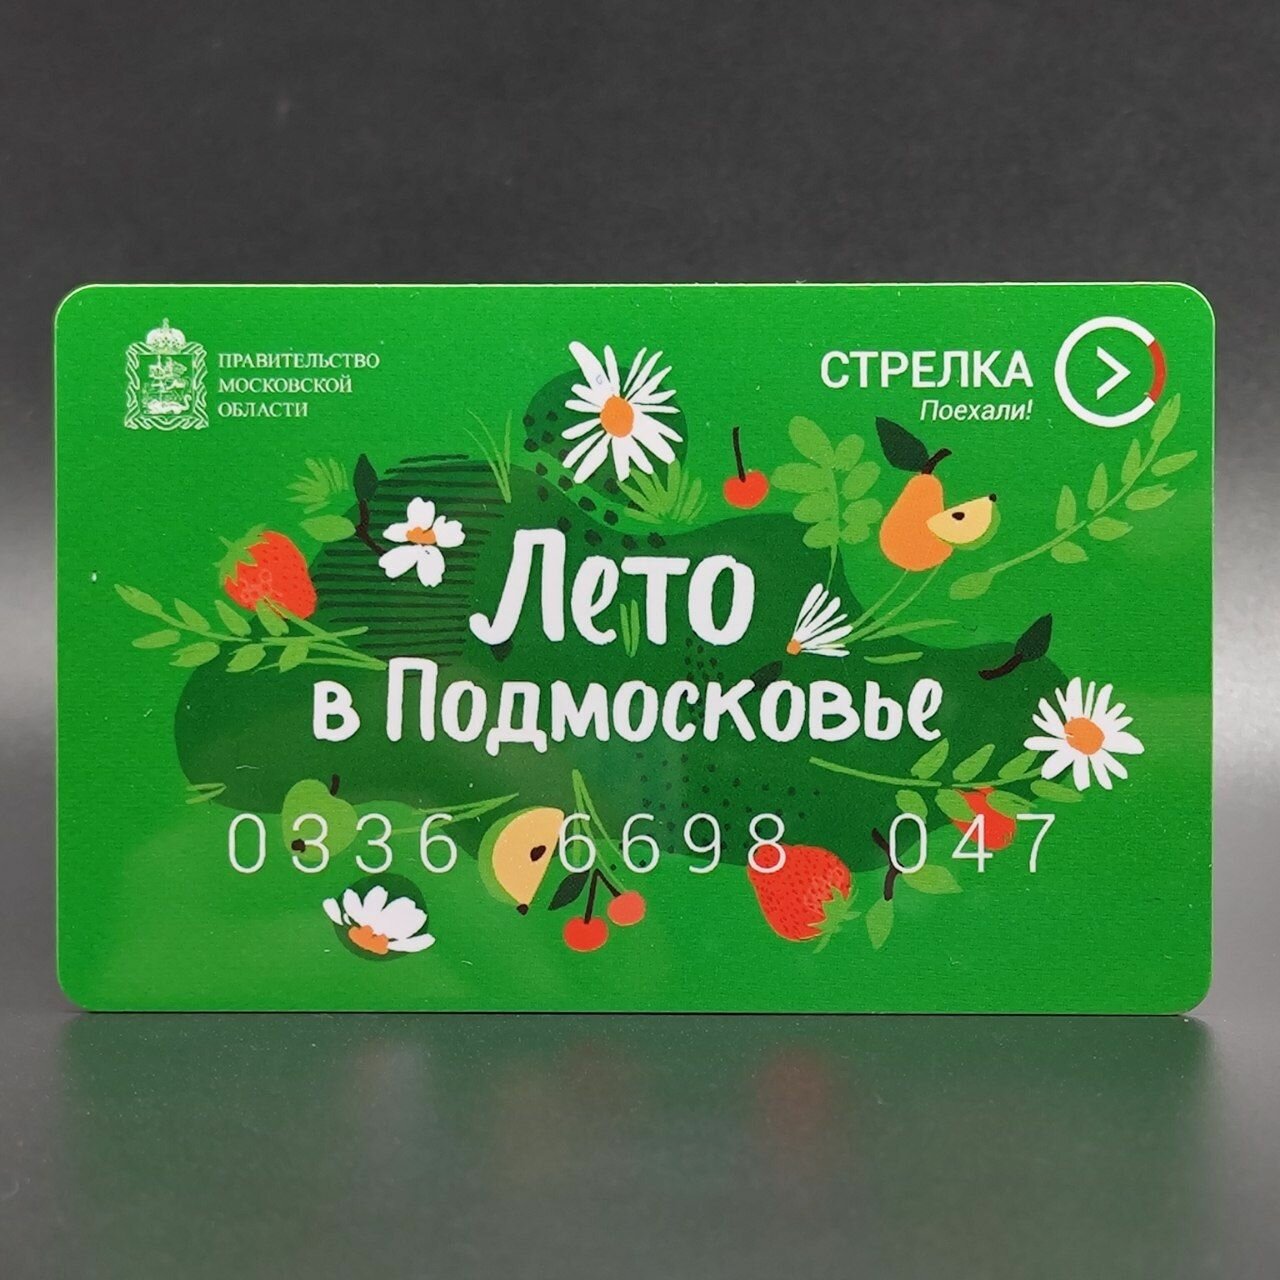 ПРАВИТЕЛЬСТВО
МОСКОВСКОЙ
ОБЛАСТИ
СТРЕЛКА
Поехали!
Лето
в Подмосковье
0336 6698 047